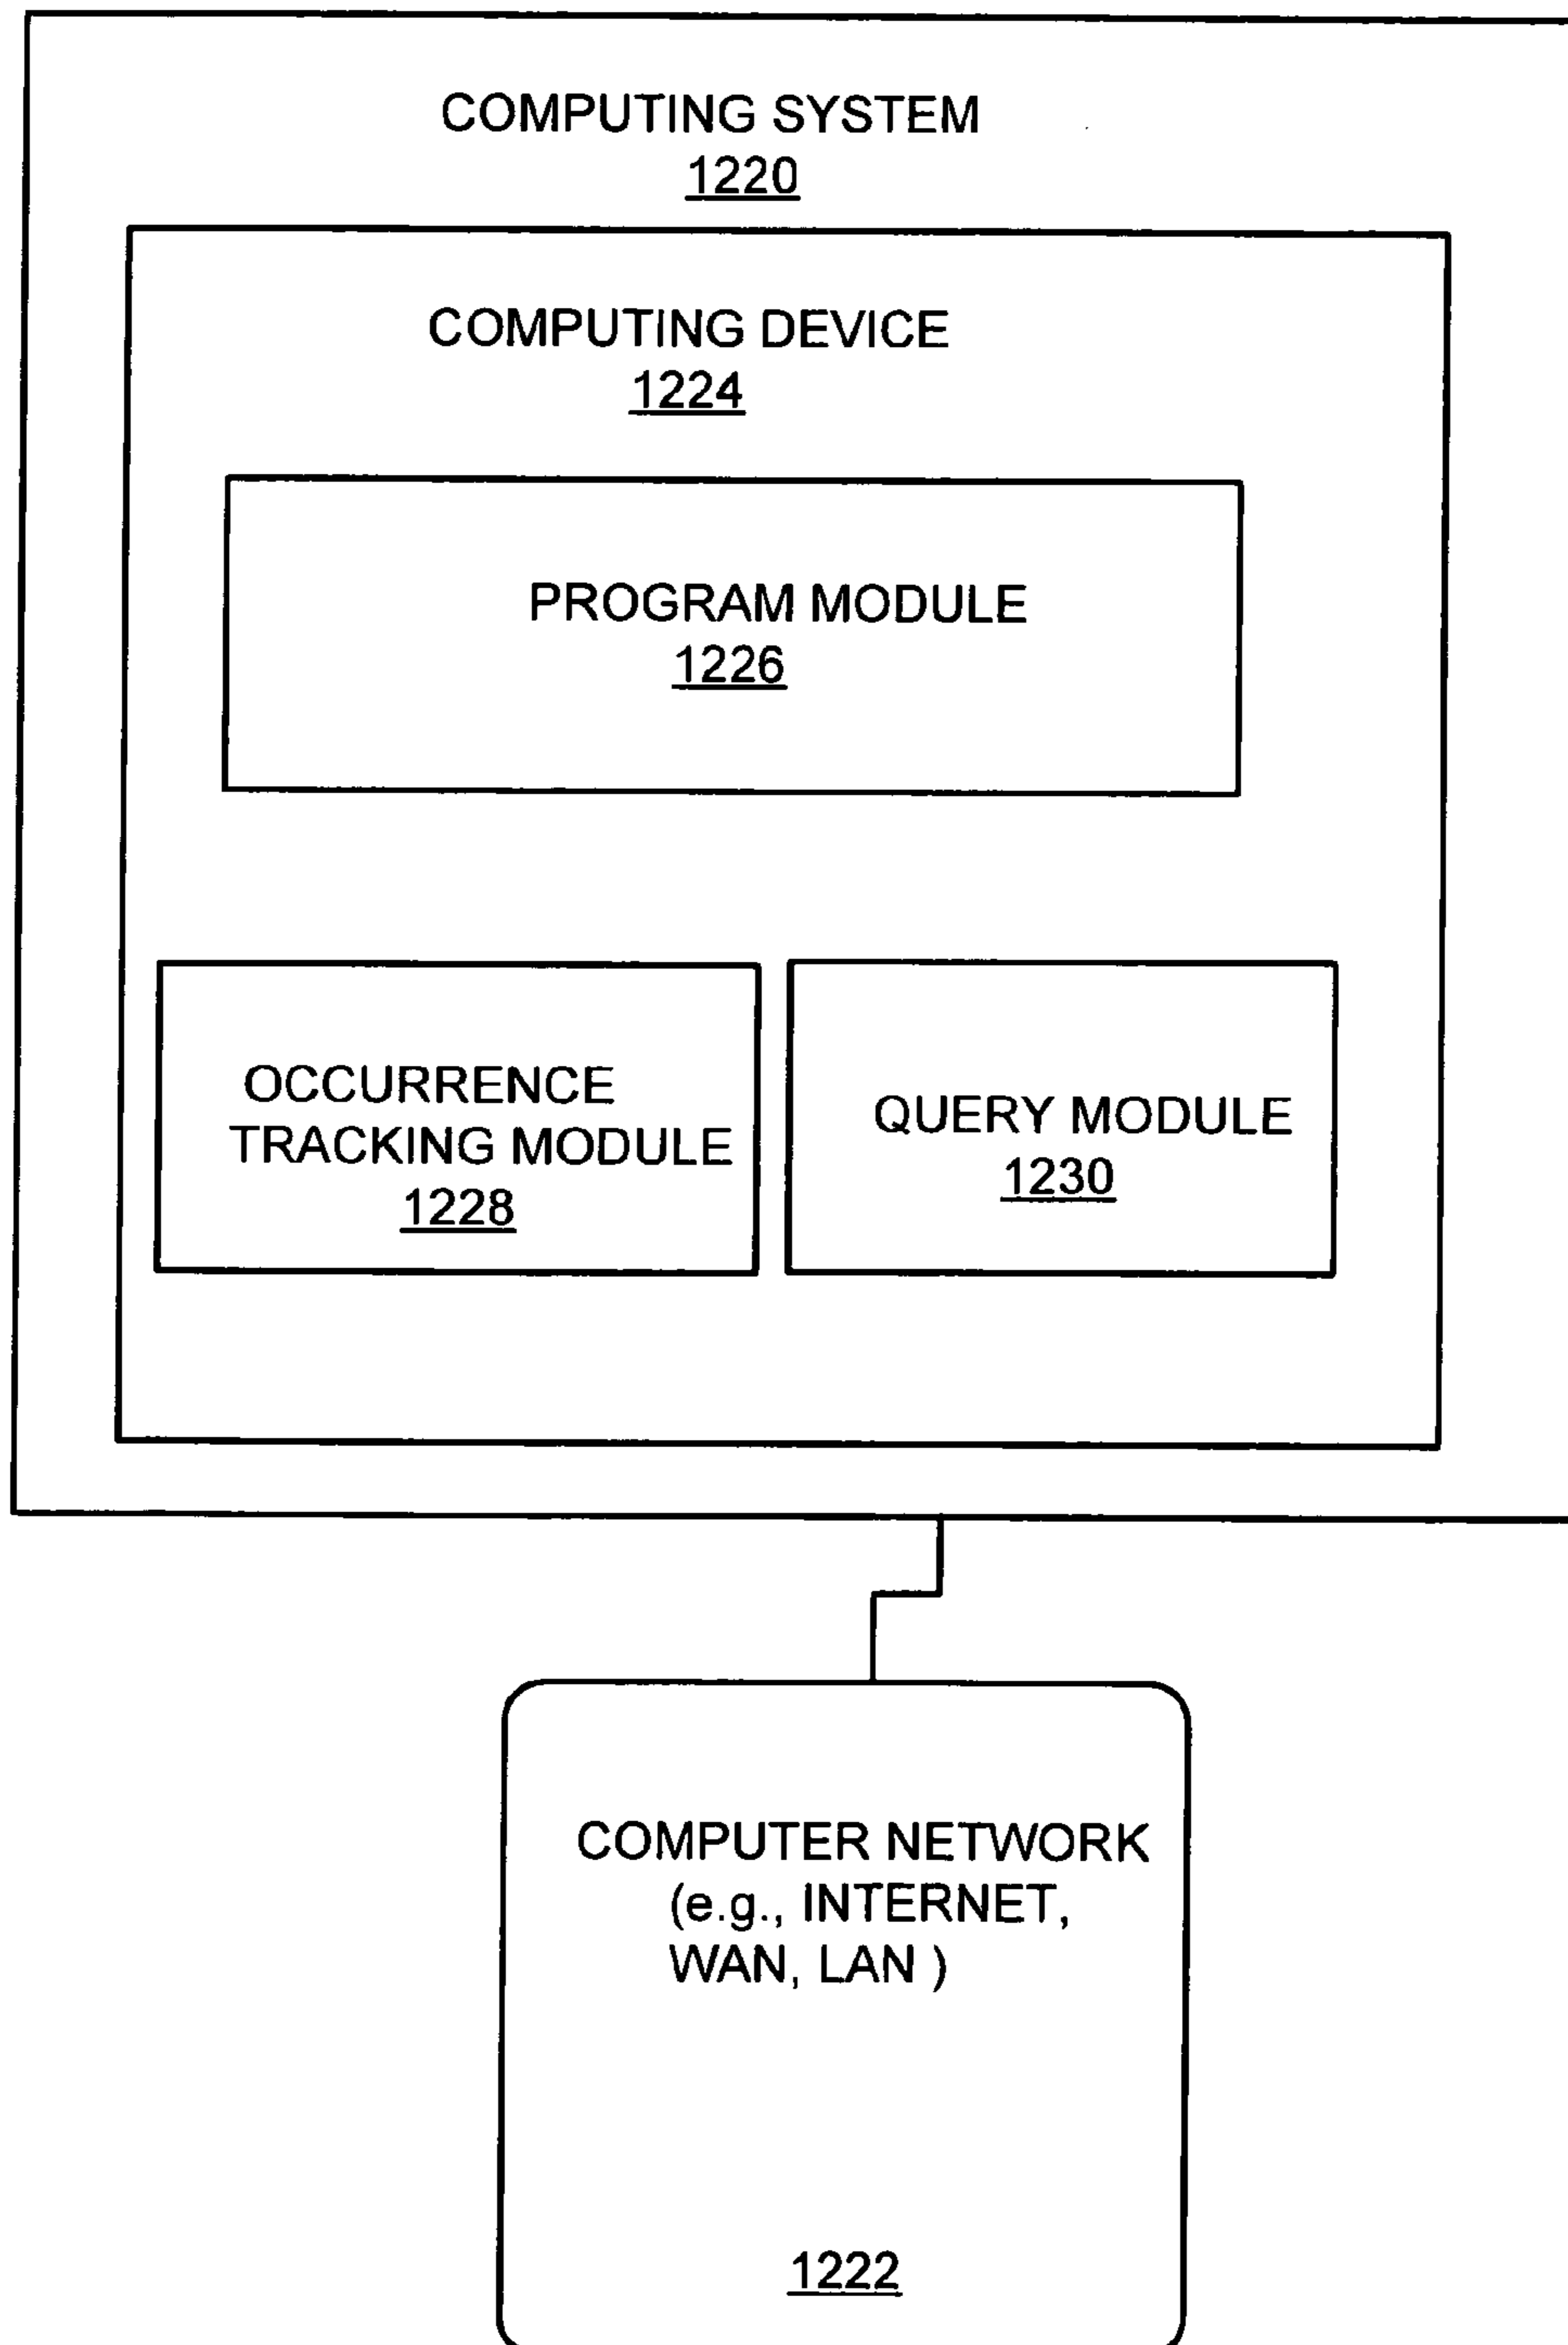 COMPUTING SYSTEM
1220
COMPUTING DEVICE
1224
PROGRAM MODULE
1226
OCCURRENCE
TRACKING MODULE
1228
QUERY MODULE
1230
COMPUTER NETWORK
(e.g., INTERNET,
WAN, LAN )
1222